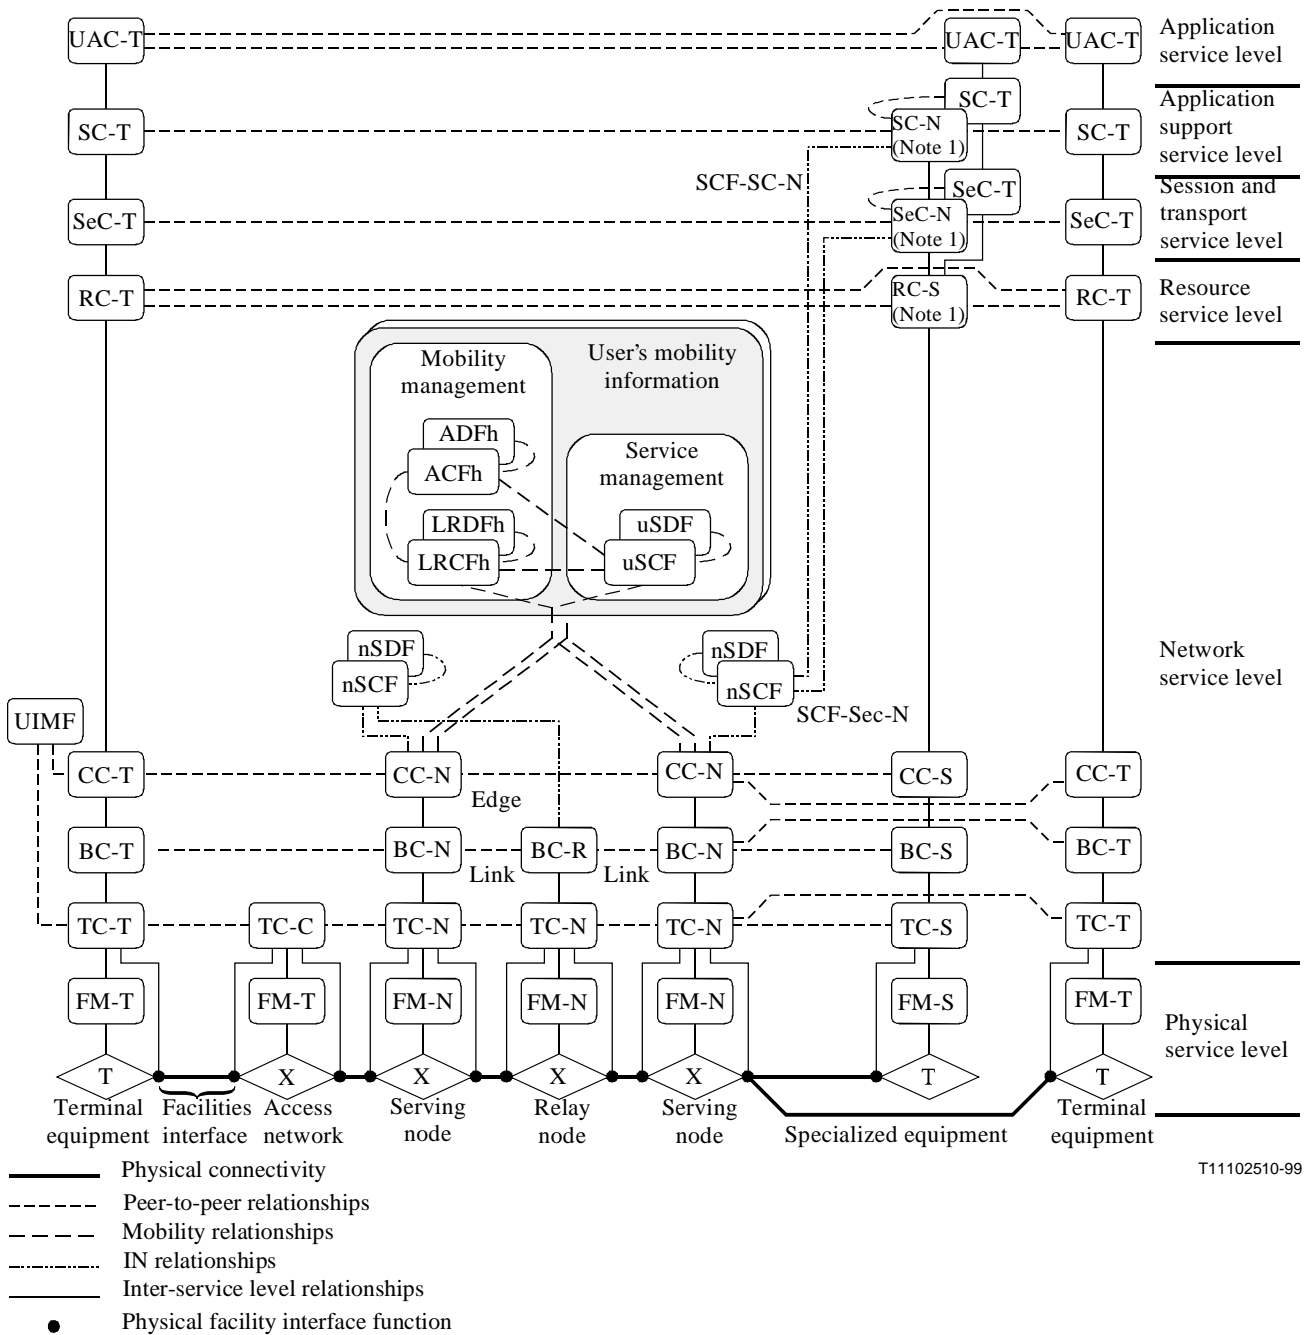 UAC-T
UAC-T
UAC-T
Application
service level
SC-T
SC-T
SC-N
(Note 1)
SC-T
Application
support
service level
SCF-SC-N
SeC-T
SeC-T
SeC-N
(Note 1)
SeC-T
Session and
transport
service level
RC-T
RC-S
(Note 1)
RC-T
Resource
service level
Mobility
management
User's mobility
information
ADFh
ACFh
Service
management
LRDFh
LRCFh
uSDF
uSCF
nSDF
nSCF
nSDF
nSCF
Network
service level
SCF-Sec-N
UIMF
CC-T
CC-N
CC-N
CC-S
CC-T
Edge
BC-T
BC-N
BC-R
BC-N
BC-S
BC-T
Link
Link
TC-T
TC-C
TC-N
TC-N
TC-N
TC-S
TC-T
FM-T
FM-T
FM-N
FM-N
FM-N
FM-S
FM-T
Physical
service level
T
X
X
X
X
T
T
Terminal
equipment
Facilities
interface
Access
network
Serving
node
Relay
node
Serving
node
Specialized equipment
Terminal
equipment
T11102510-99
Physical connectivity
Peer-to-peer relationships
Mobility relationships
IN relationships
Inter-service level relationships
Physical facility interface function